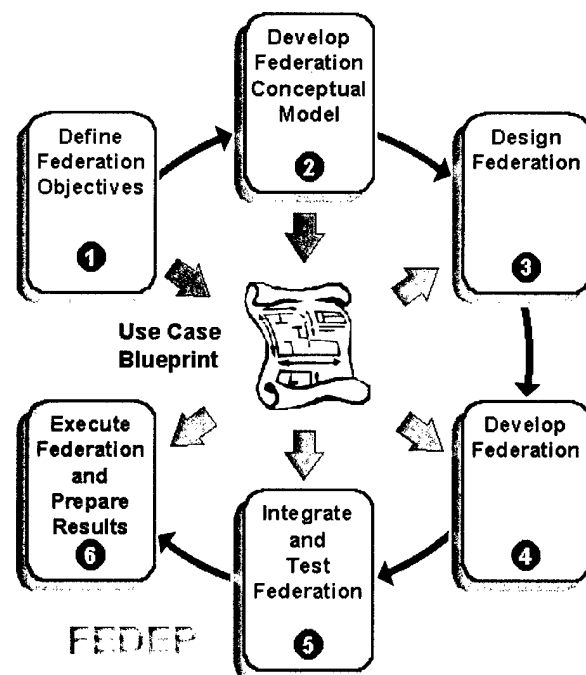 Define
Federation
Objectives
1
Develop
Federation
Conceptual
Model
2
Design
Federation
3
Use Case
Blueprint
Develop
Federation
4
Integrate
and
Test
Federation
5
Execute
Federation
and
Prepare
Results
6
FEDEP